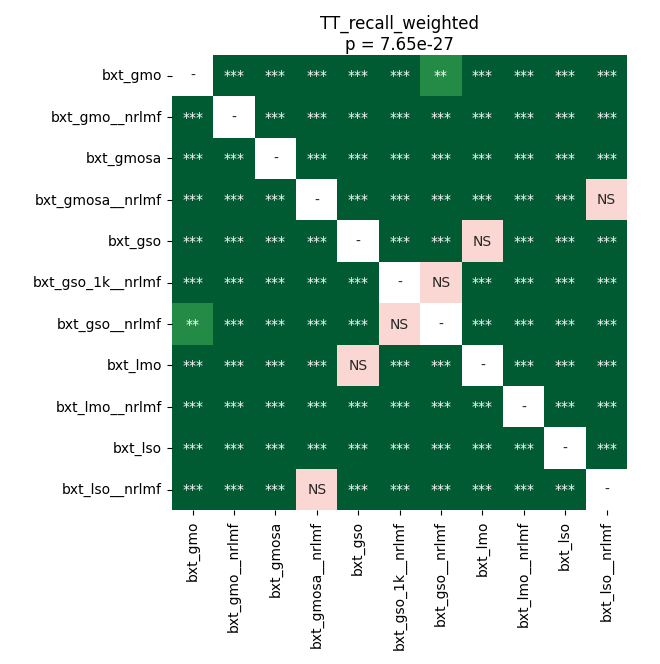 TT_recall_weighted
p = 7.65e-27
bxt_gmo - *** *** *** *** *** ** *** *** *** ***
bxt_gmo__nrlmf *** - *** *** *** *** *** *** *** *** ***
bxt_gmosa *** *** - *** *** *** *** *** *** *** ***
bxt_gmosa__nrlmf *** *** *** - *** *** *** *** *** *** NS
bxt_gso *** *** *** *** - *** *** NS *** *** ***
bxt_gso_1k__nrlmf *** *** *** *** *** - NS *** *** *** ***
bxt_gso__nrlmf ** *** *** *** *** NS - *** *** *** ***
bxt_lmo *** *** *** *** NS *** *** - *** *** ***
bxt_lmo__nrlmf *** *** *** *** *** *** *** *** - *** ***
bxt_lso *** *** *** *** *** *** *** *** *** - ***
bxt_lso__nrlmf *** *** *** NS *** *** *** *** *** *** -
bxt_gmo
bxt_gmo__nrlmf
bxt_gmosa
bxt_gmosa__nrlmf
bxt_gso
bxt_gso_1k__nrlmf
bxt_gso__nrlmf
bxt_lmo
bxt_lmo__nrlmf
bxt_lso
bxt_lso__nrlmf